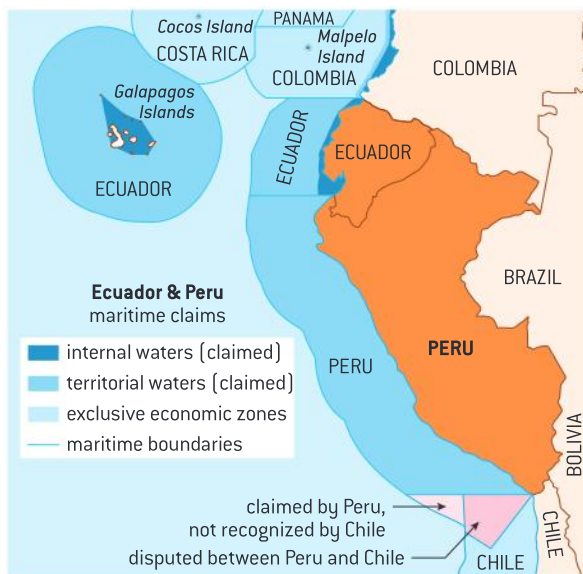 PANAMA
Cocos Island
COSTA RICA
Malpelo
Island
COLOMBIA
COLOMBIA
Galapagos
Islands
ECUADOR
ECUADOR
ECUADOR
BRAZIL
Ecuador & Peru
maritime claims
internal waters (claimed)
territorial waters (claimed)
exclusive economic zones
maritime boundaries
PERU
PERU
BOLIVIA
claimed by Peru,
not recognized by Chile
disputed between Peru and Chile
CHILE
CHILE